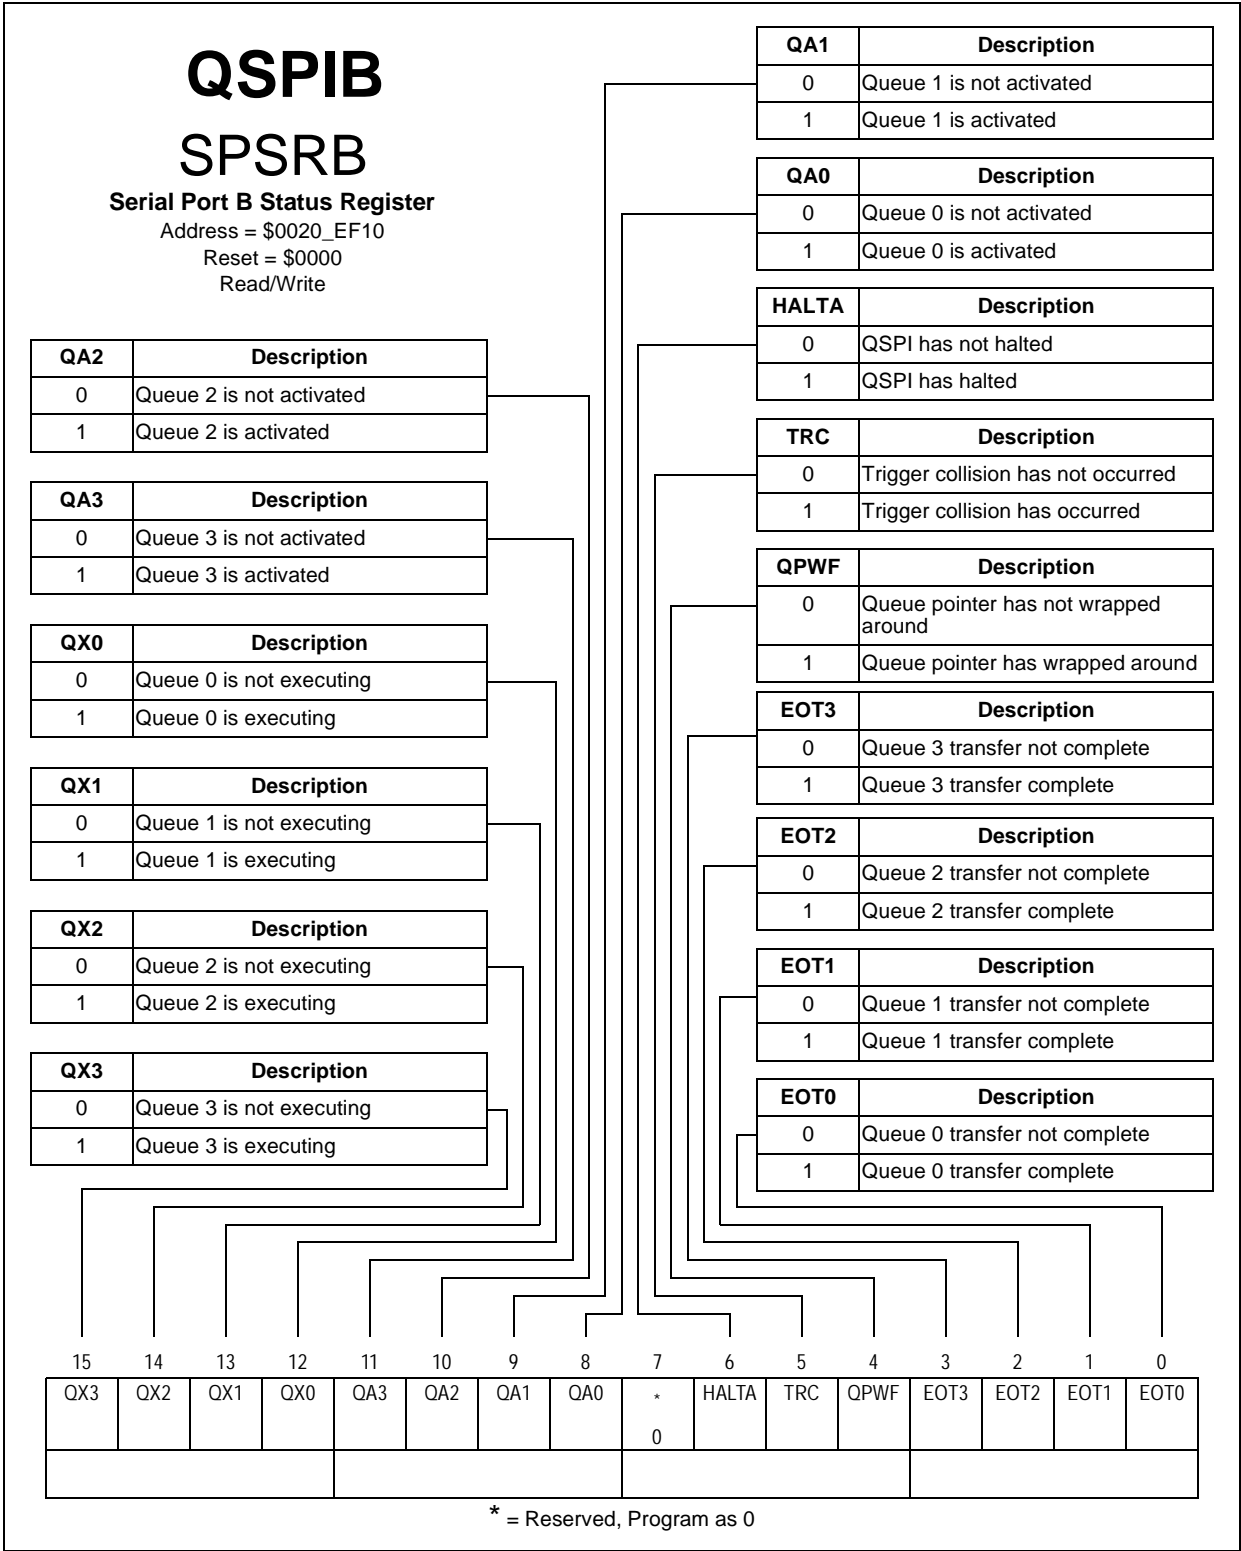 QSPIB
SPSRB
Serial Port B Status Register
Address = $0020_EF10
Reset = $0000
Read/Write
QA2 Description
0 Queue 2 is not activated
1 Queue 2 is activated
QA3 Description
0 Queue 3 is not activated
1 Queue 3 is activated
QX0 Description
0 Queue 0 is not executing
1 Queue 0 is executing
QX1 Description
0 Queue 1 is not executing
1 Queue 1 is executing
QX2 Description
0 Queue 2 is not executing
1 Queue 2 is executing
QX3 Description
0 Queue 3 is not executing
1 Queue 3 is executing
QA1 Description
0 Queue 1 is not activated
1 Queue 1 is activated
QA0 Description
0 Queue 0 is not activated
1 Queue 0 is activated
HALTA Description
0 QSPI has not halted
1 QSPI has halted
TRC Description
0 Trigger collision has not occurred
1 Trigger collision has occurred
QPWF Description
0 Queue pointer has not wrapped
around
1 Queue pointer has wrapped around
EOT3 Description
0 Queue 3 transfer not complete
1 Queue 3 transfer complete
EOT2 Description
0 Queue 2 transfer not complete
1 Queue 2 transfer complete
EOT1 Description
0 Queue 1 transfer not complete
1 Queue 1 transfer complete
EOT0 Description
0 Queue 0 transfer not complete
1 Queue 0 transfer complete
15 14 13 12 11 10 9 8 7 6 5 4 3 2 1 0
QX3 QX2 QX1 QX0 QA3 QA2 QA1 QA0 * HALTA TRC QPWF EOT3 EOT2 EOT1 EOT0
0
* = Reserved, Program as 0